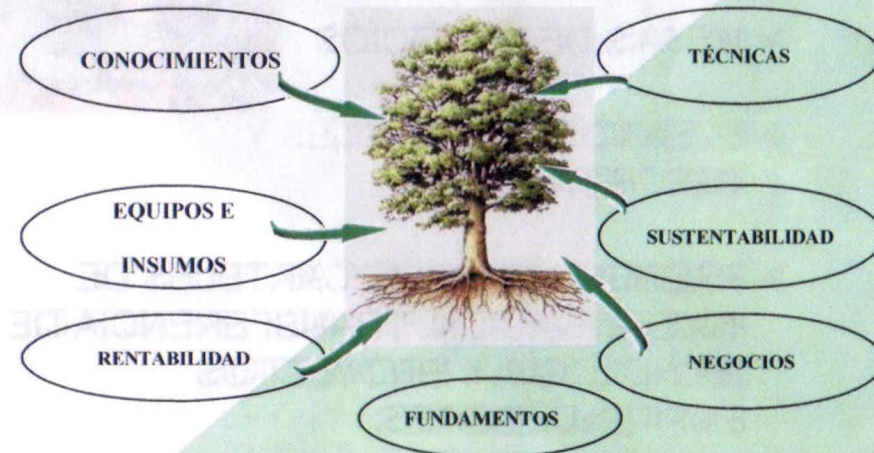 CONOCIMIENTOS
TÉCNICAS
EQUIPOS E
INSUMOS
SUSTENTABILIDAD
RENTABILIDAD
NEGOCIOS
FUNDAMENTOS